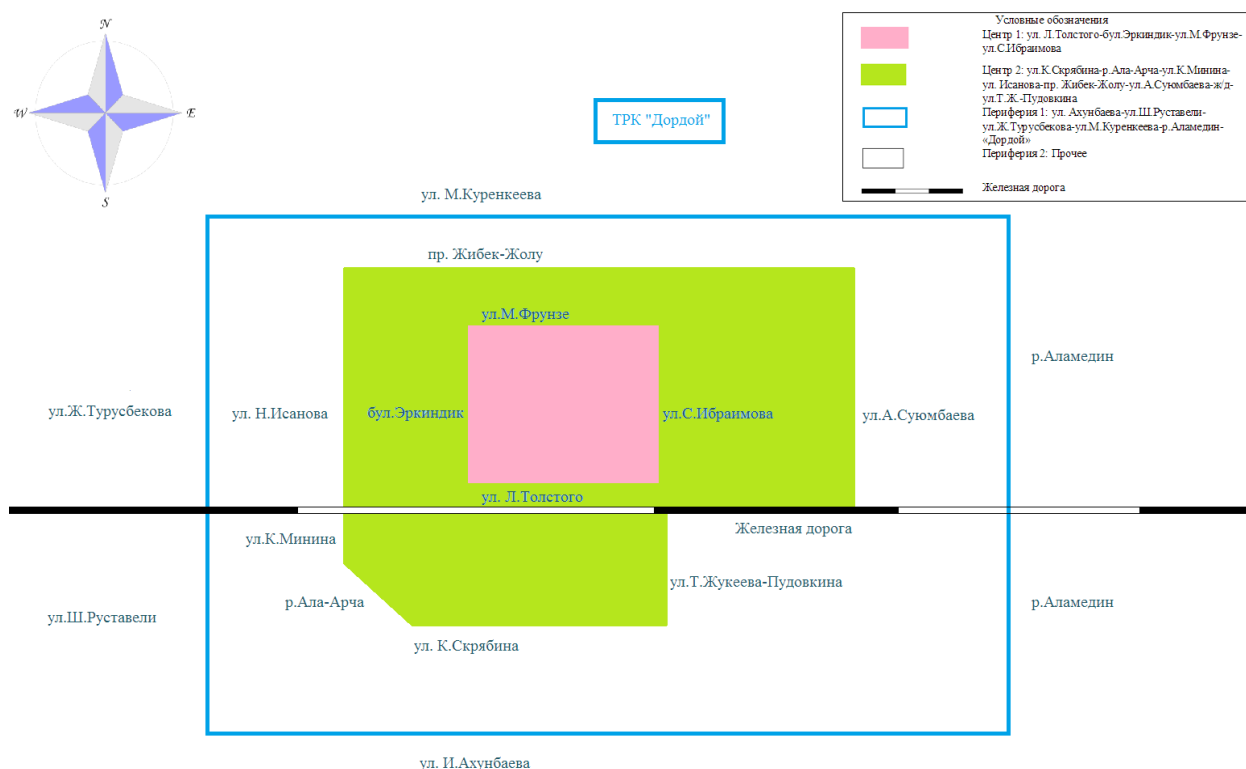 N
W
E
S
ТРК "Дордой"
Условные обозначения
Центр 1: ул. Л.Толстого-бул.Эркиндик-ул.М.Фрунзе-
ул.С.Ибраимова
Центр 2: ул.К.Скрябина-р.Ала-Арча-ул.К.Минина-
ул. Исанова-пр. Жибек-Жолу-ул.А.Суюмбаева-ж/д-
ул.Т.Ж.-Пудовкина
Периферия 1: ул. Ахунбаева-ул.Ш.Руставели-
ул.Ж.Турусбекова-ул.М.Куренкеева-р.Аламедин-
«Дордой»
Периферия 2: Прочее
Железная дорога
ул. М.Куренкеева
пр. Жибек-Жолу
ул.М.Фрунзе
р.Аламедин
ул.Ж.Турусбекова
ул. Н.Исанова
бул.Эркиндик
ул.С.Ибраимова
ул.А.Суюмбаева
ул. Л.Толстого
Железная дорога
ул.К.Минина
ул.Т.Жукеева-Пудовкина
р.Ала-Арча
р.Аламедин
ул.Ш.Руставели
ул. К.Скрябина
ул. И.Ахунбаева